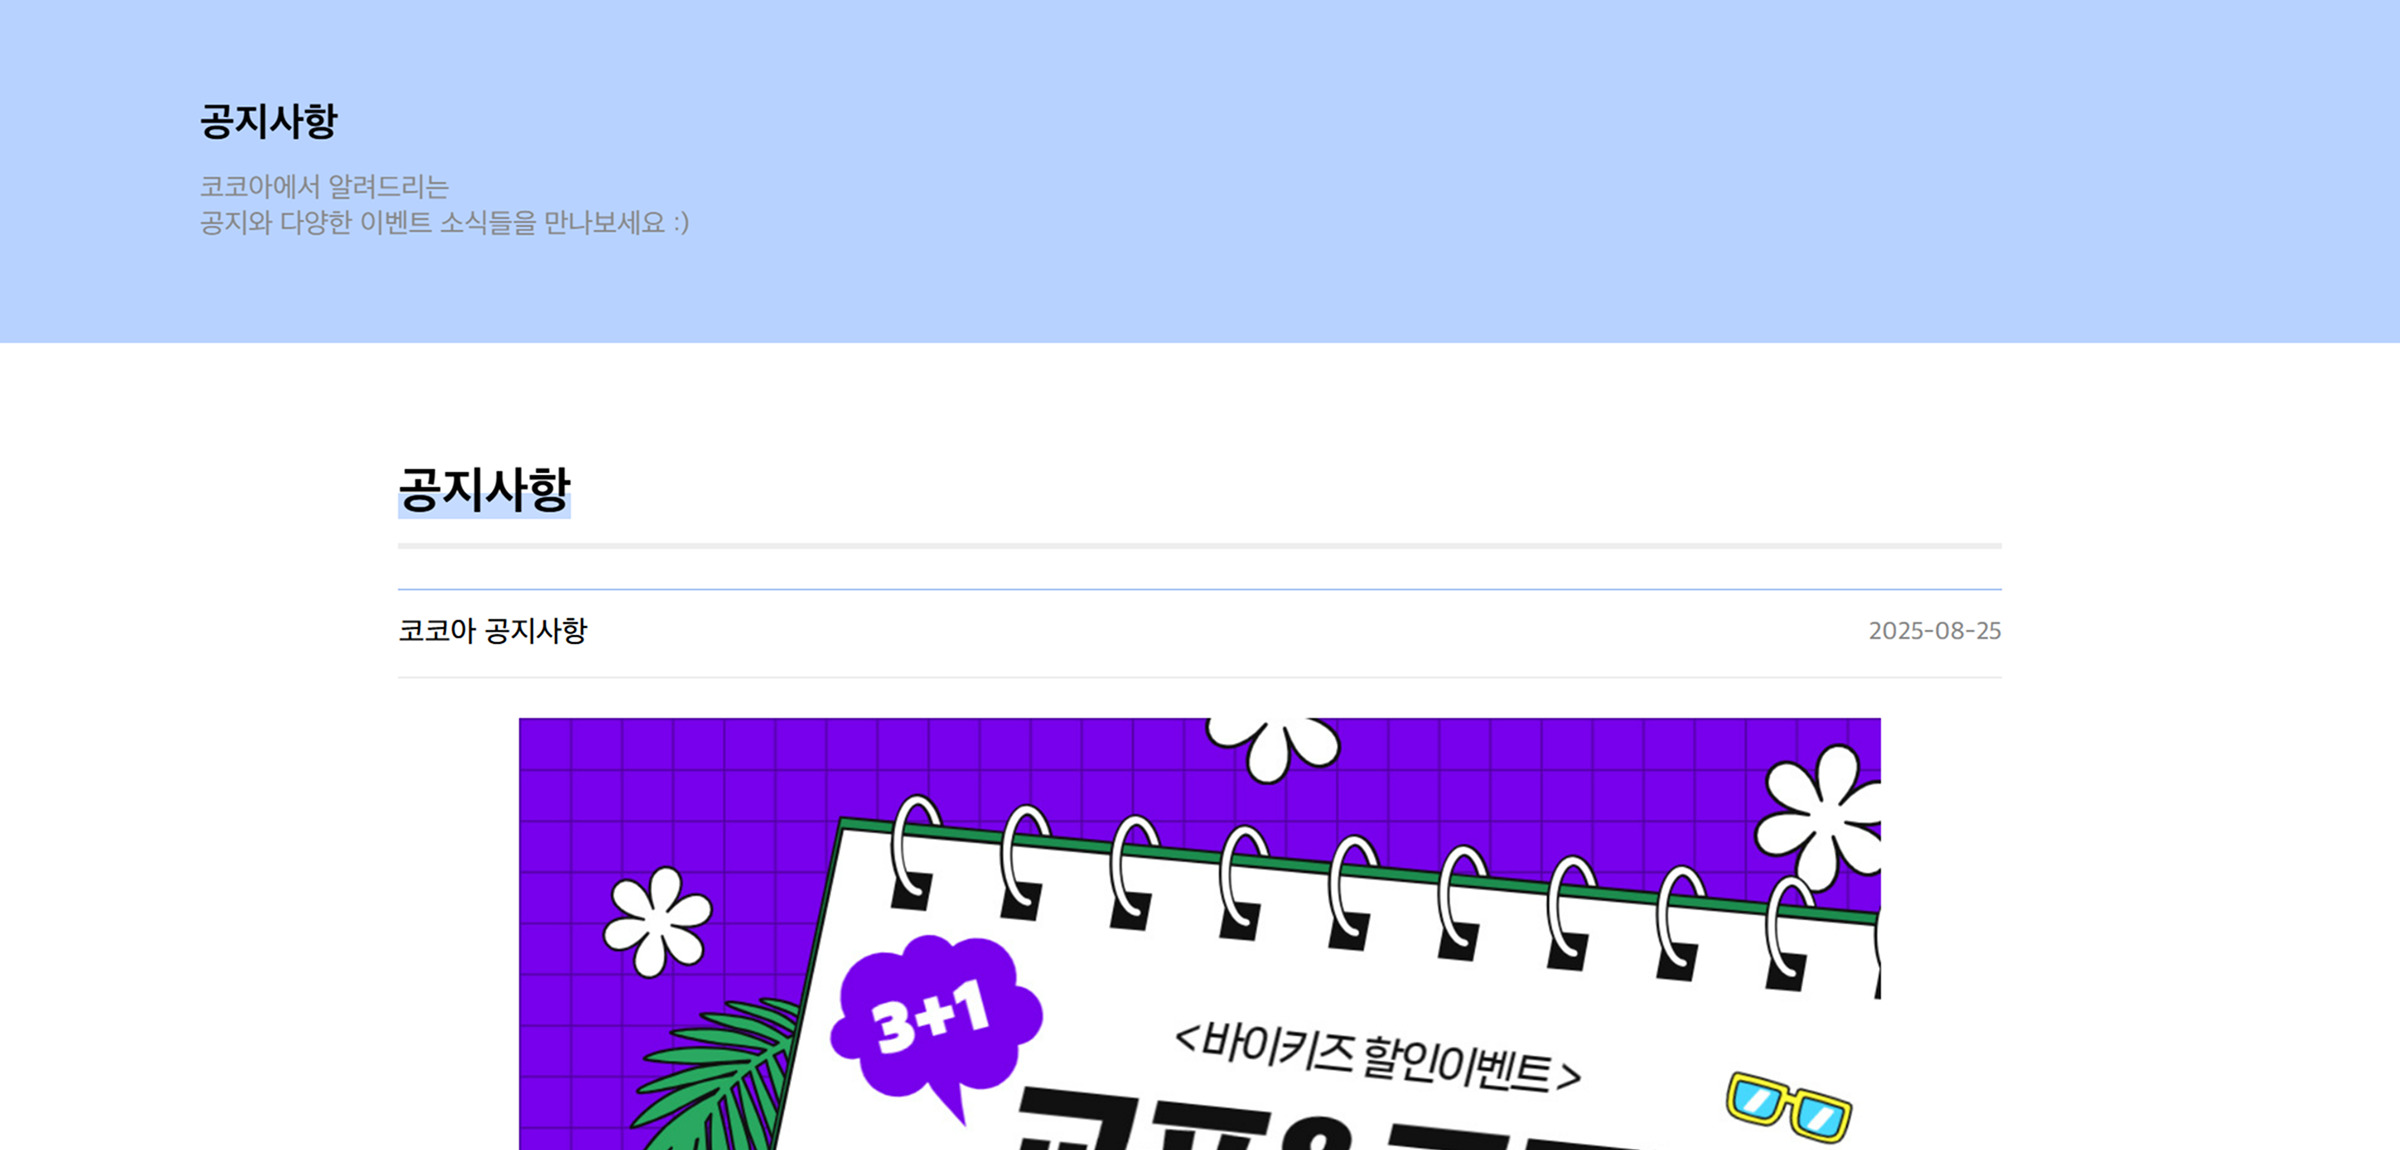 공지사항
코코아에서 알려드리는
공지와 다양한 이벤트 소식들을 만나보세요 :)
공지사항
코코아 공지사항
2025-08-25
3+1
<바이키즈 할인이벤트>